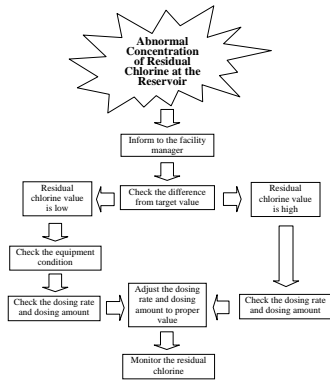 Abnormal
Concentration
of Residual
Chlorine at the
Reservoir
Inform to the facility
manager
Check the difference
from target value
Residual
chlorine value
is low
Residual
chlorine value
is high
Check the equipment
condition
Check the dosing rate
and dosing amount
Adjust the dosing
rate and dosing
amount to proper
value
Check the dosing rate
and dosing amount
Monitor the residual
chlorine